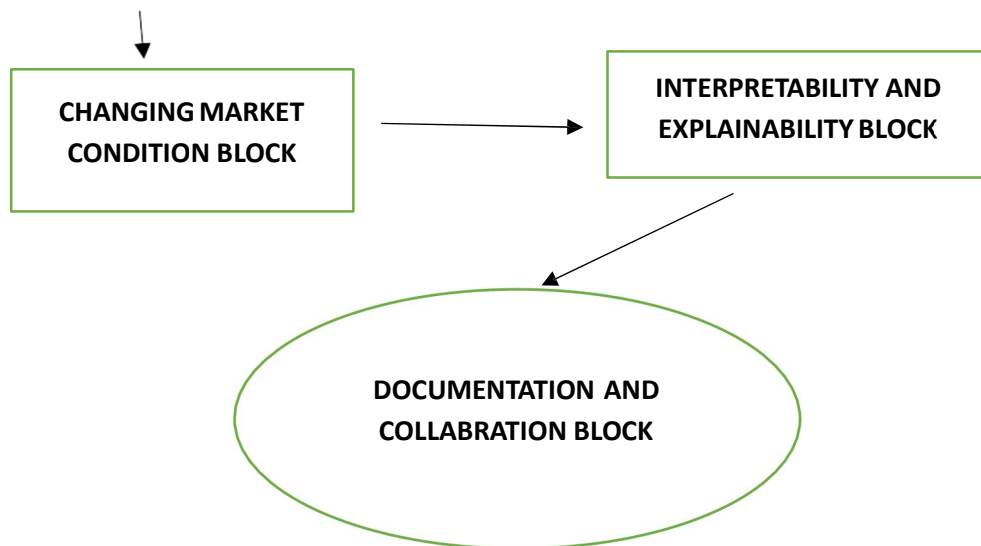 CHANGING MARKET
CONDITION BLOCK
INTERPRETABILITY AND
EXPLAINABILITY BLOCK
DOCUMENTATION AND
COLLABRATION BLOCK